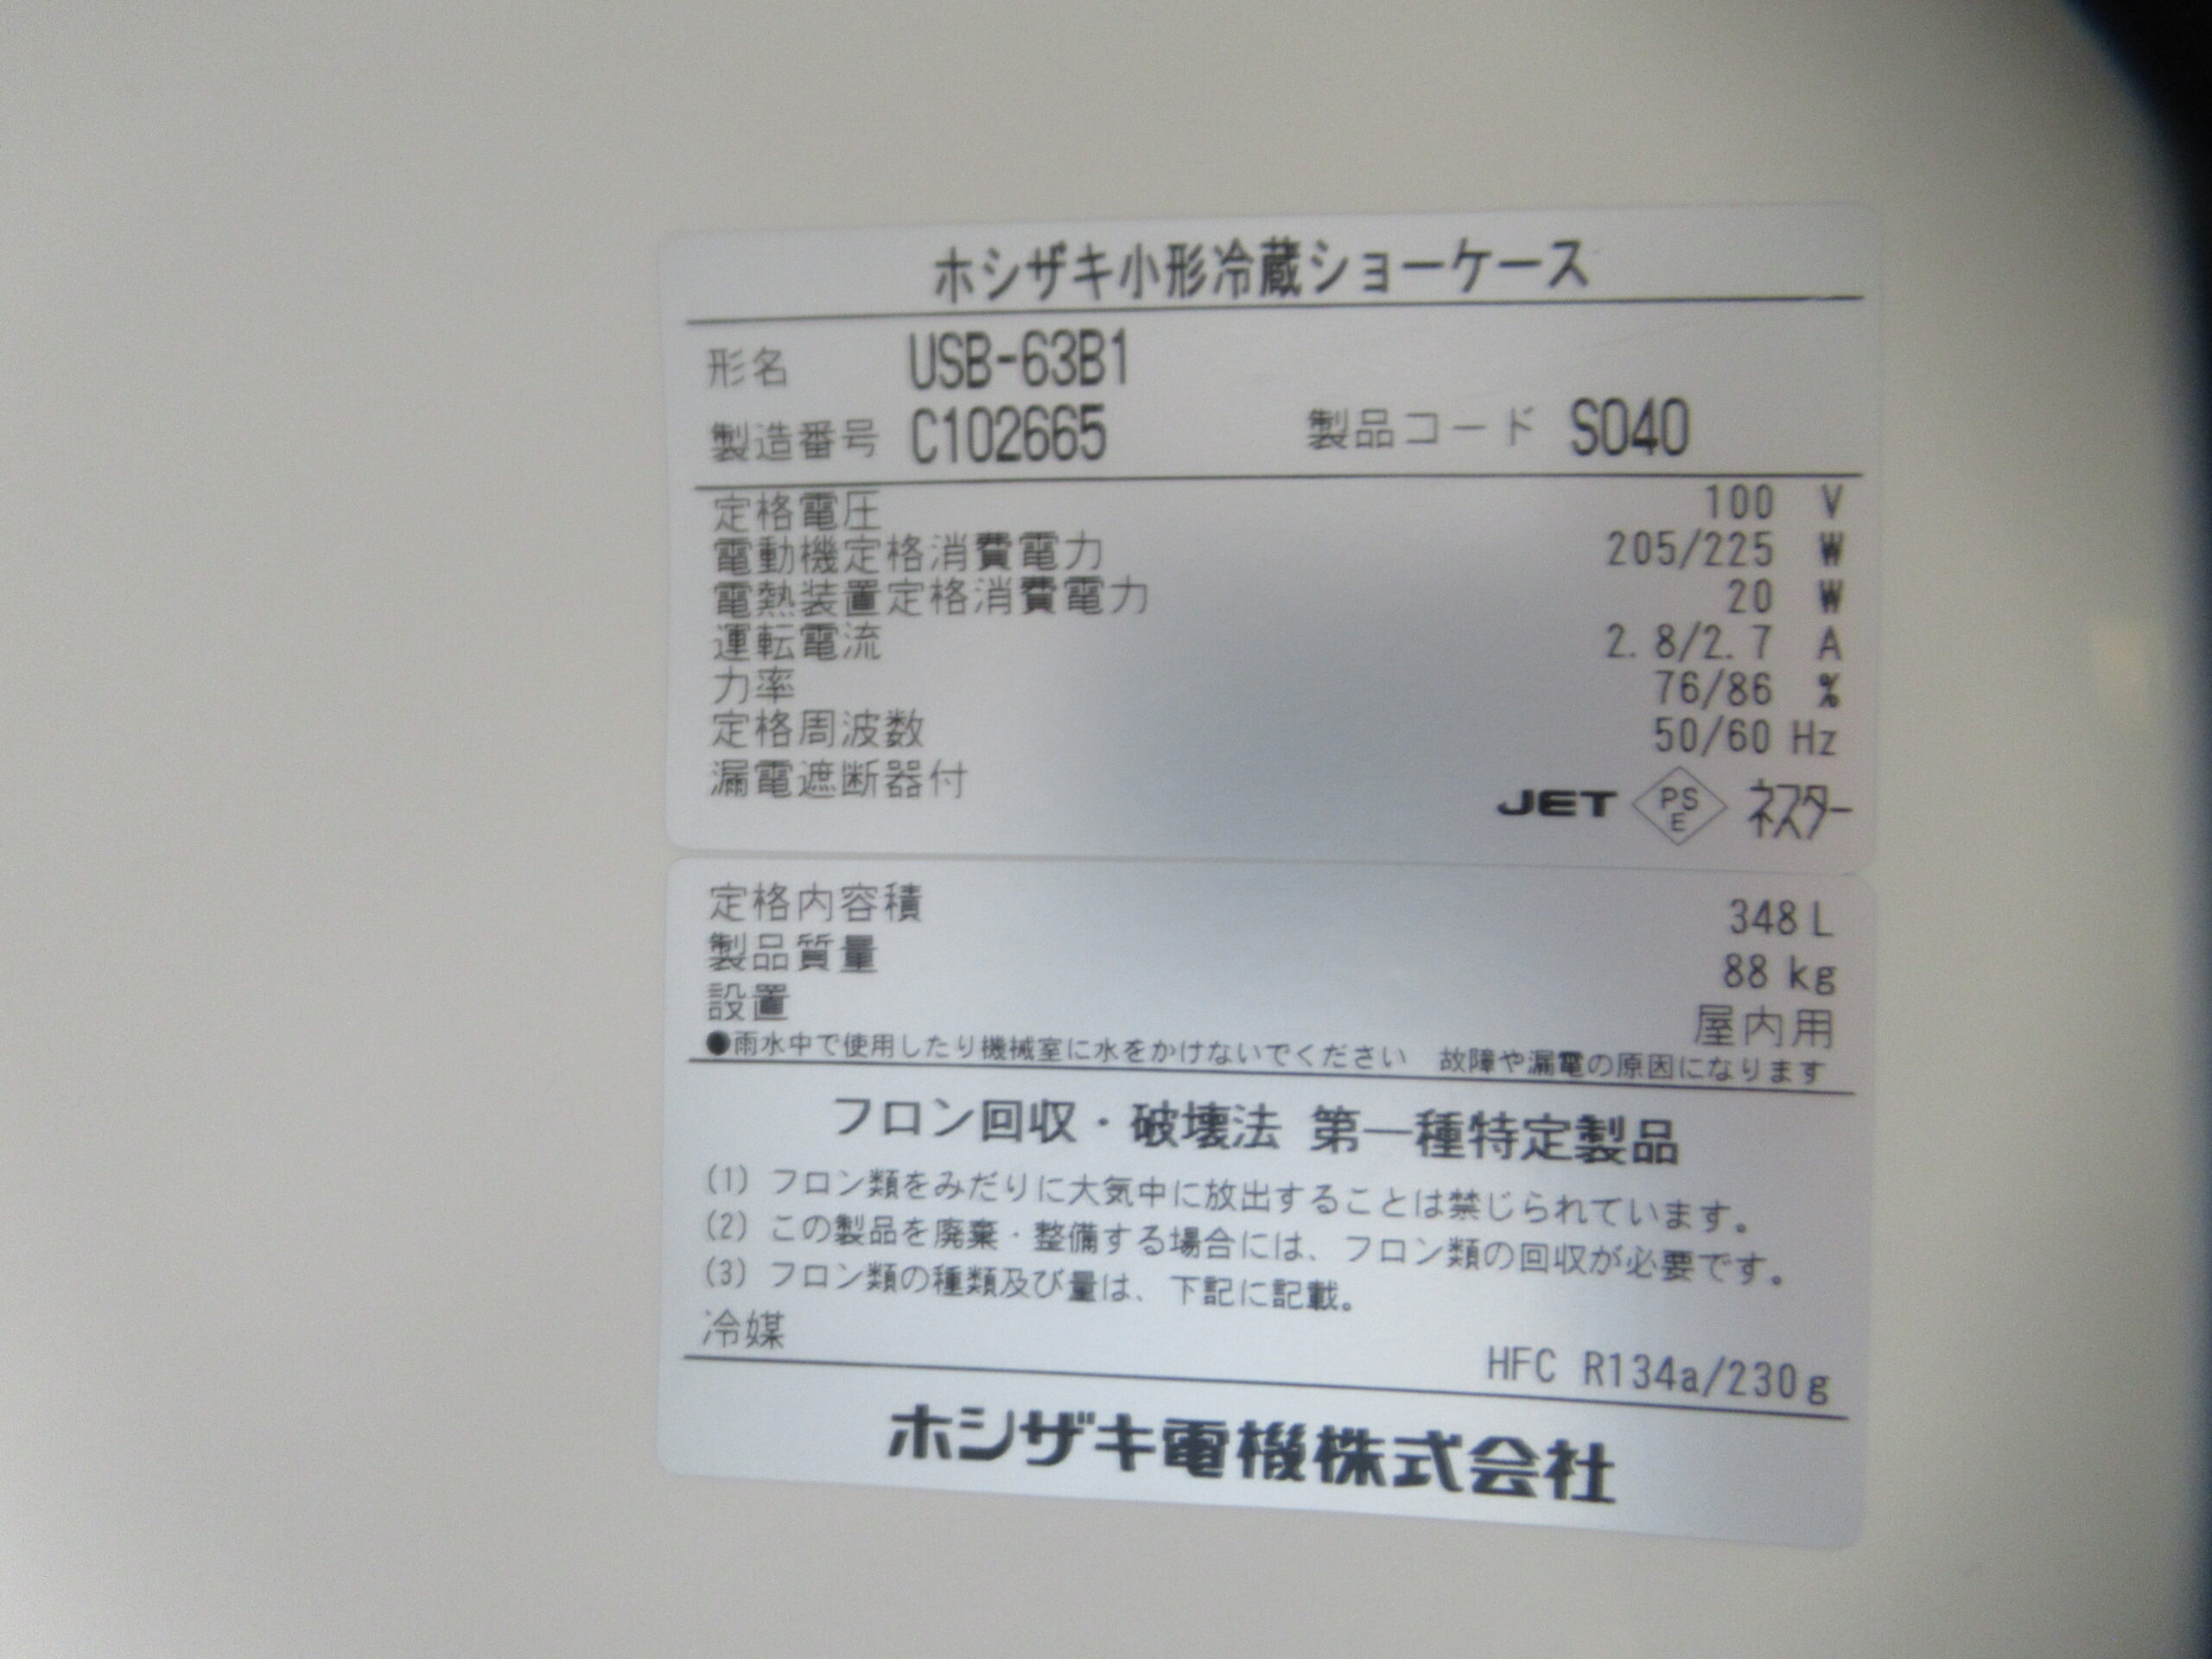 ホシザキ小形冷蔵ショーケース
形名 USB-63B1
製造番号 C102665 製品コード S040
定格電圧 100 V
電動機定格消費電力 205/225 W
電熱装置定格消費電力 20 W
運転電流 2.8/2.7 A
力率 76/86 %
定格周波数 50/60 Hz
漏電遮断器付
JET PS E ネスター
定格内容積 348 L
製品質量 88 kg
設置 屋内用
●雨水中で使用したり機械室に水をかけないでください 故障や漏電の原因になります
フロン回収・破壊法 第一種特定製品
(1) フロン類をみだりに大気中に放出することは禁じられています。
(2) この製品を廃棄・整備する場合には、フロン類の回収が必要です。
(3) フロン類の種類及び量は、下記に記載。
冷媒 HFC R134a/230g
ホシザキ電機株式会社